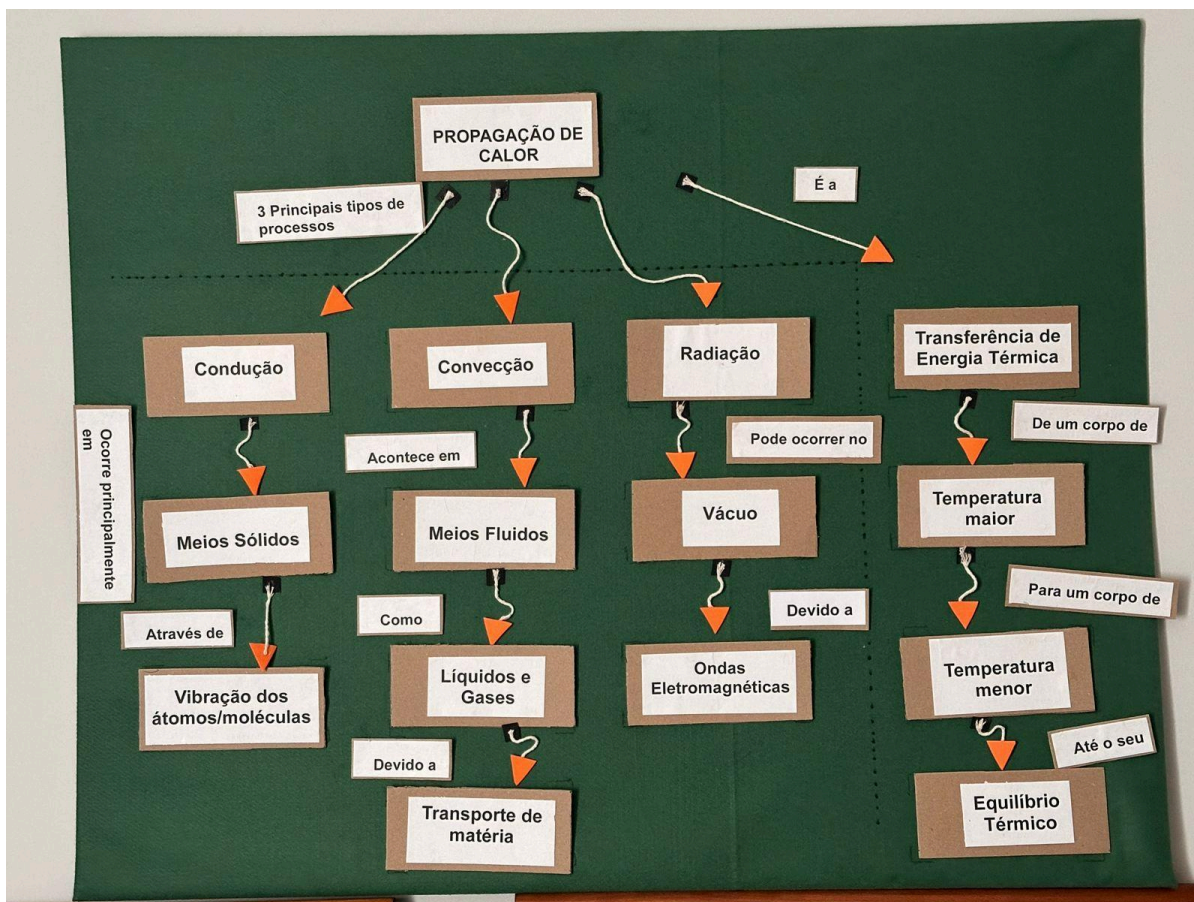 PROPAGAÇÃO DE
CALOR
3 Principais tipos de
processos
É a
Condução
Ocorre principalmente
em
Meios Sólidos
Através de
Vibração dos
átomos/moléculas
Convecção
Acontece em
Meios Fluidos
Como
Líquidos e
Gases
Devido a
Transporte de
matéria
Radiação
Pode ocorrer no
Vácuo
Devido a
Ondas
Eletromagnéticas
Transferência de
Energia Térmica
De um corpo de
Temperatura
maior
Para um corpo de
Temperatura
menor
Até o seu
Equilíbrio
Térmico